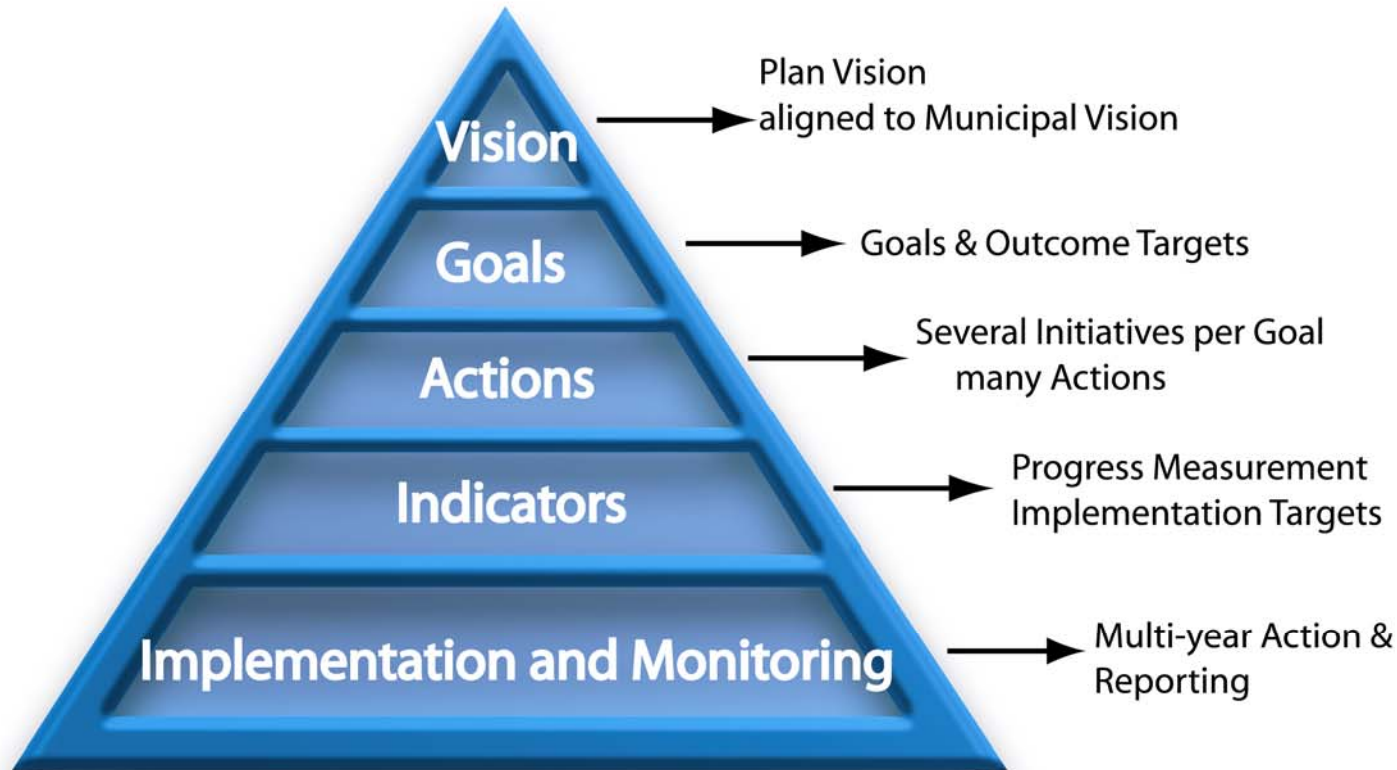 Vision
Plan Vision
aligned to Municipal Vision
Goals
Goals & Outcome Targets
Actions
Several Initiatives per Goal
many Actions
Indicators
Progress Measurement
Implementation Targets
Implementation and Monitoring
Multi-year Action &
Reporting